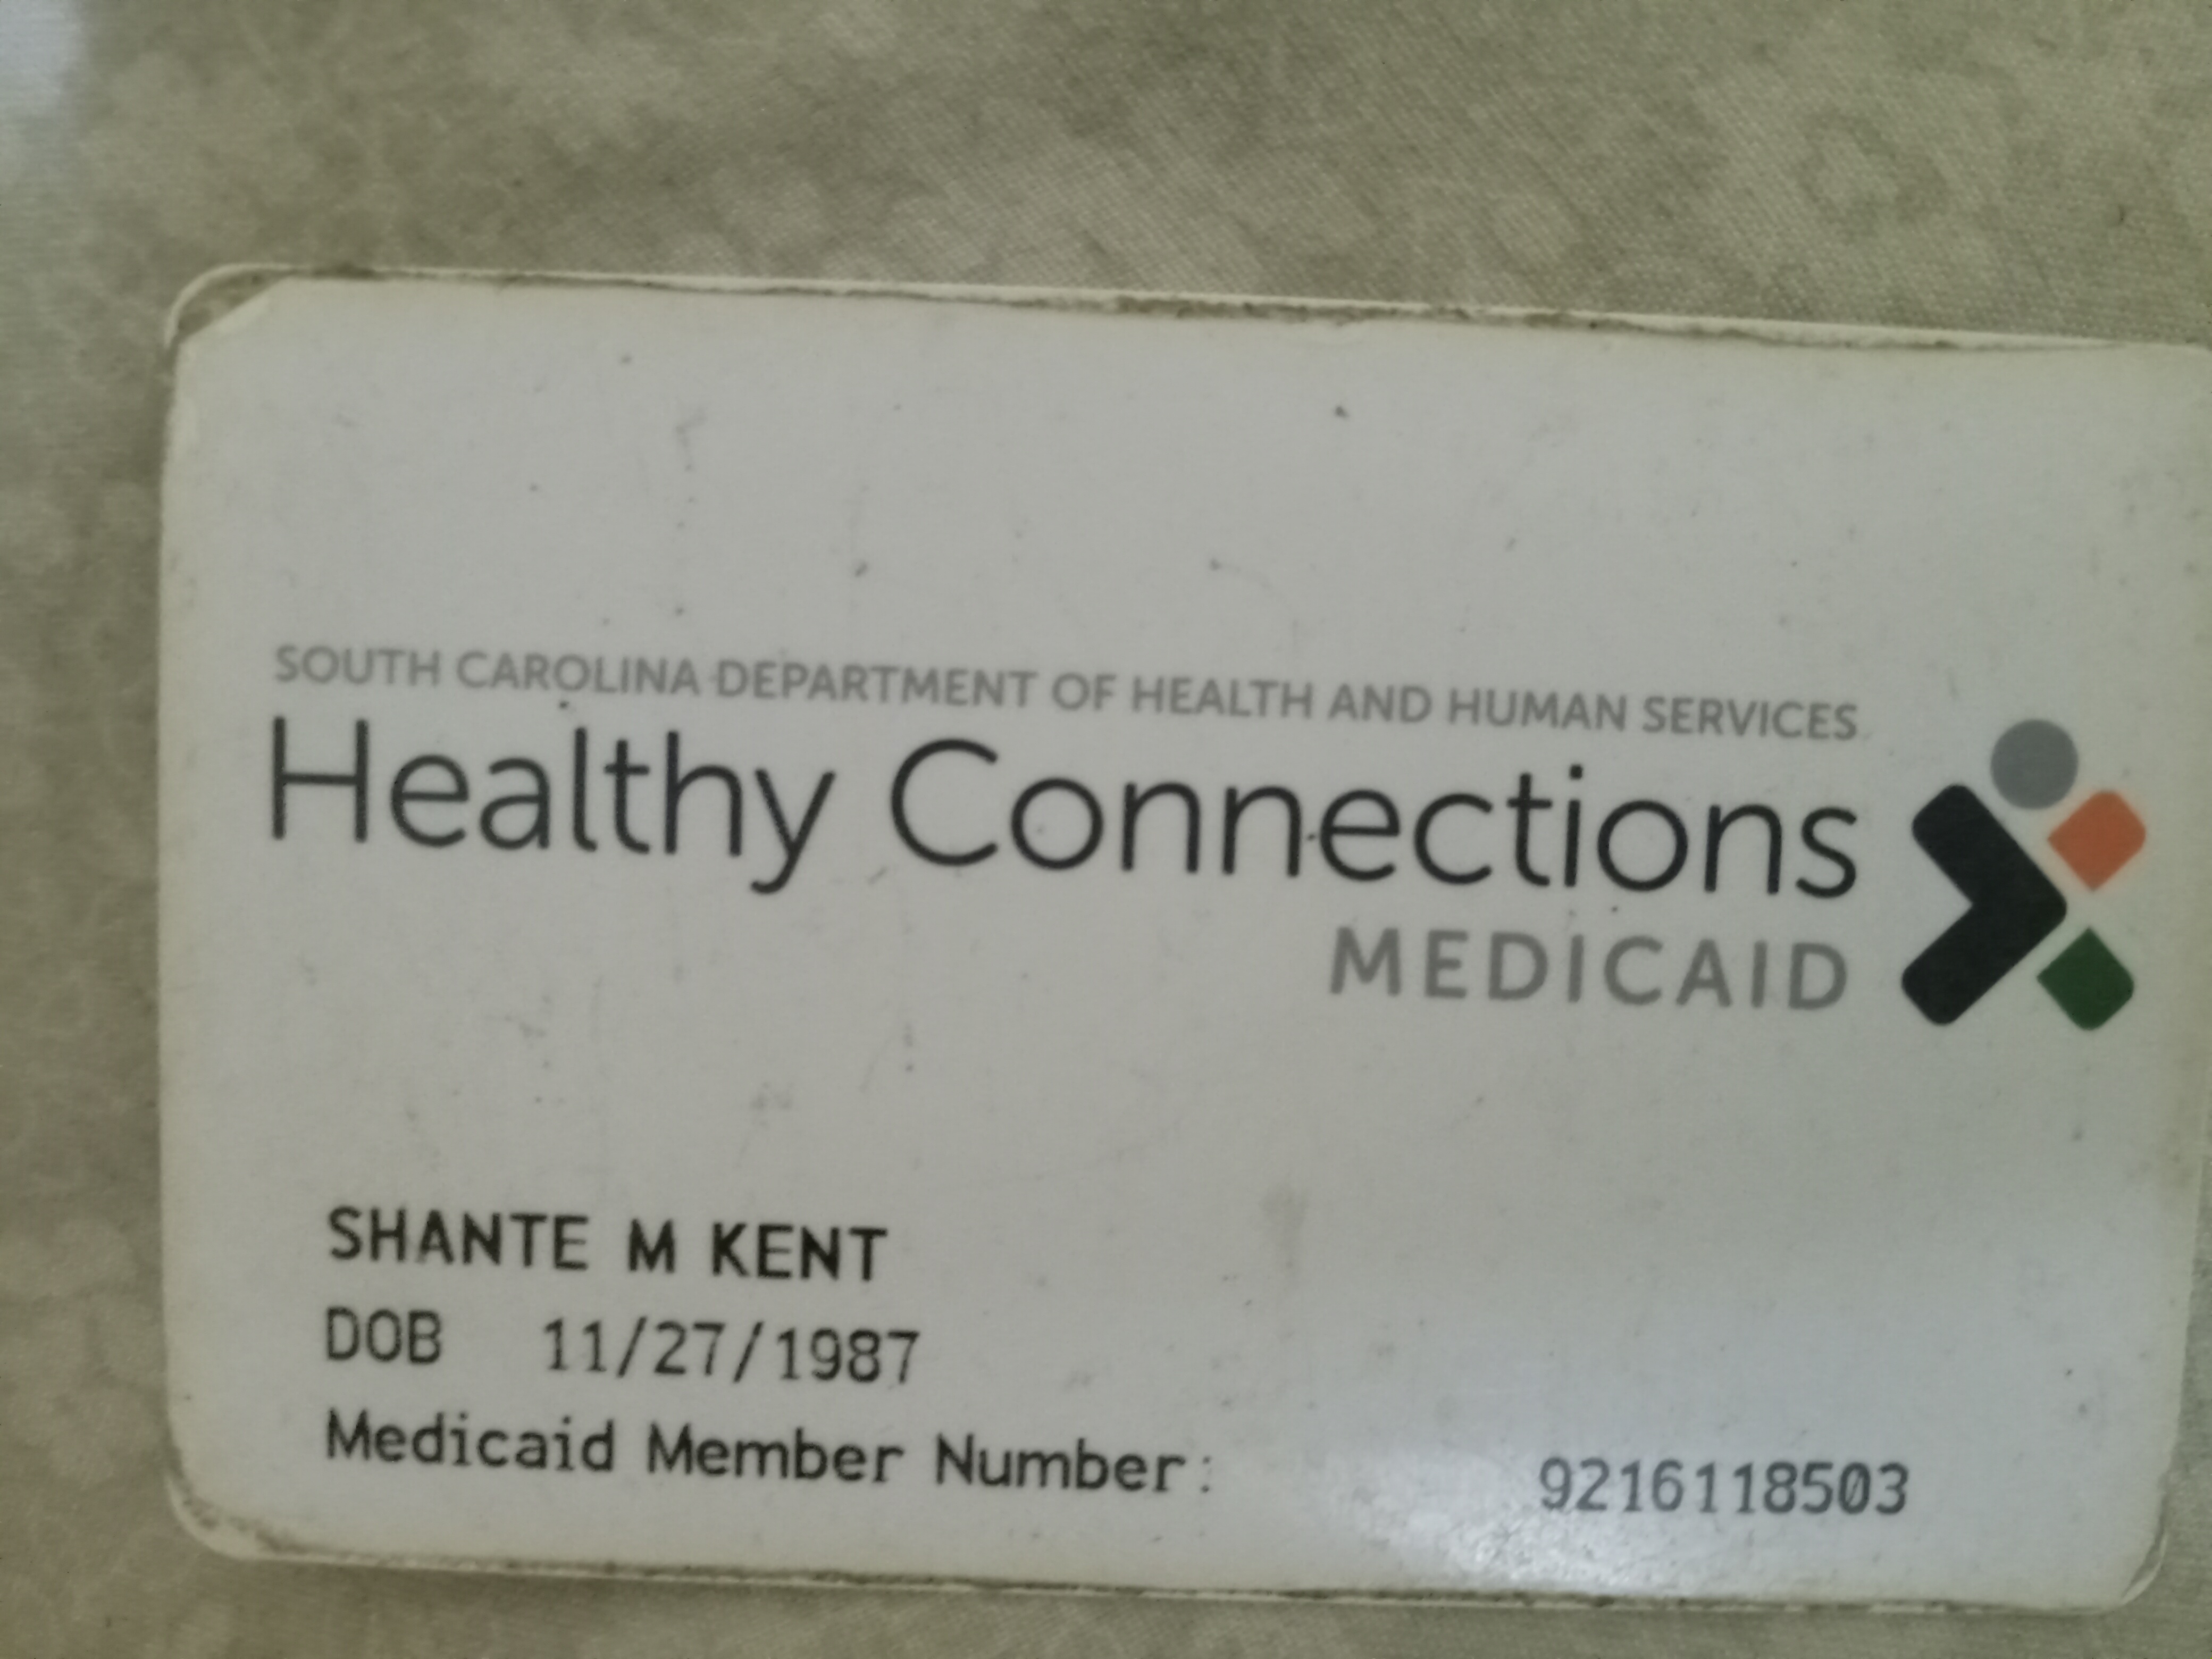 SOUTH CAROLINA DEPARTMENT OF HEALTH AND HUMAN SERVICES
Healthy Connections
MEDICAID
SHANTE M KENT
DOB 11/27/1987
Medicaid Member Number: 9216118503